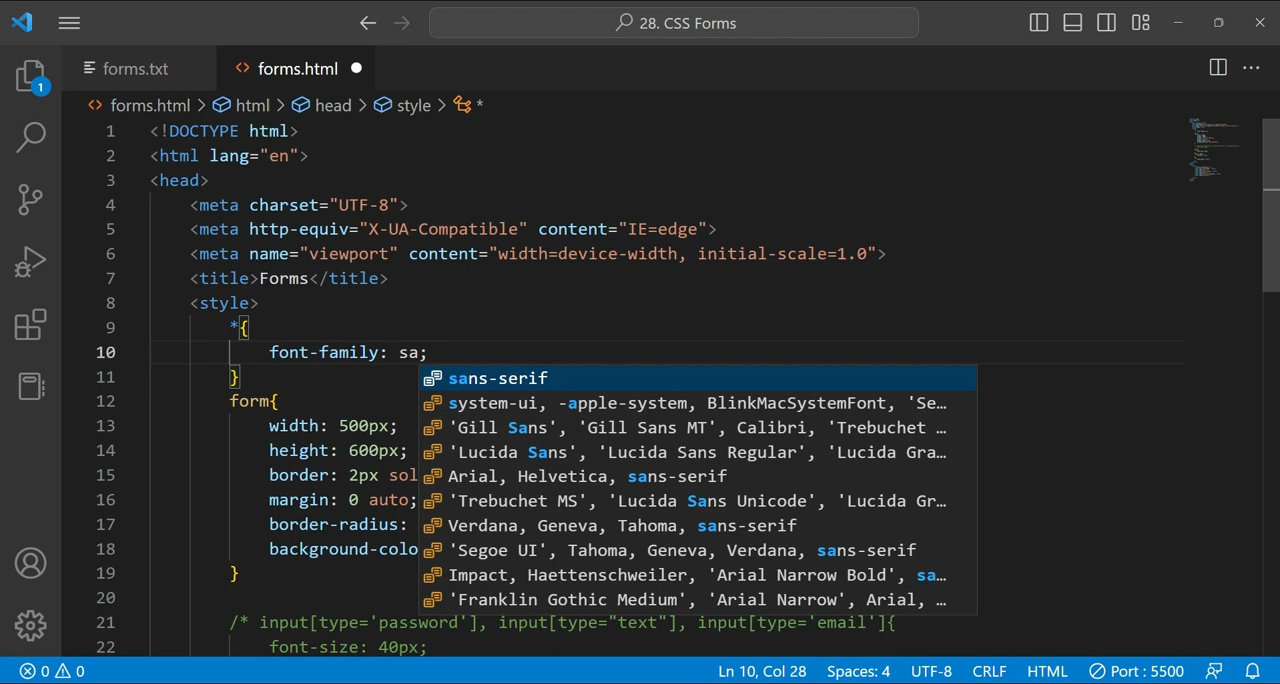 28. CSS Forms
forms.txt
forms.html
1
forms.html > html > head > style > *
1 <!DOCTYPE html>
2 <html lang="en">
3 <head>
4 <meta charset="UTF-8">
5 <meta http-equiv="X-UA-Compatible" content="IE=edge">
6 <meta name="viewport" content="width=device-width, initial-scale=1.0">
7 <title>Forms</title>
8 <style>
9 *{
10 font-family: sa;
11 }
sans-serif
12 form{
system-ui, -apple-system, BlinkMacSystemFont, 'Se…
13 width: 500px;
'Gill Sans', 'Gill Sans MT', Calibri, 'Trebuchet …
14 height: 600px;
'Lucida Sans', 'Lucida Sans Regular', 'Lucida Gra…
15 border: 2px sol
Arial, Helvetica, sans-serif
16 margin: 0 auto;
'Trebuchet MS', 'Lucida Sans Unicode', 'Lucida Gr…
17 border-radius:
Verdana, Geneva, Tahoma, sans-serif
18 background-colo
'Segoe UI', Tahoma, Geneva, Verdana, sans-serif
19 }
Impact, Haettenschweiler, 'Arial Narrow Bold', sa…
20
'Franklin Gothic Medium', 'Arial Narrow', Arial, …
21 /* input[type='password'], input[type="text"], input[type='email']{
22 font-size: 40px;
0 0 Ln 10, Col 28 Spaces: 4 UTF-8 CRLF HTML Port : 5500